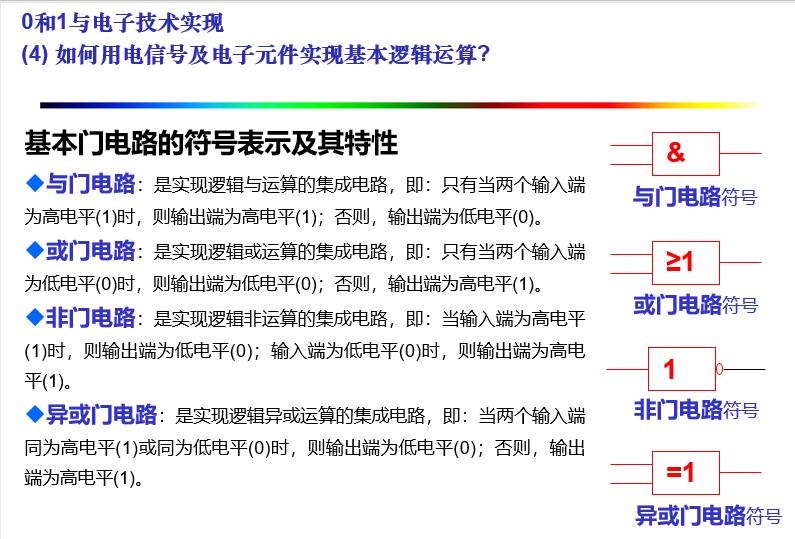 0和1与电子技术实现
(4) 如何用电信号及电子元件实现基本逻辑运算?
基本门电路的符号表示及其特性
◆与门电路：是实现逻辑与运算的集成电路，即：只有当两个输入端
为高电平(1)时，则输出端为高电平(1)；否则，输出端为低电平(0)。
◆或门电路：是实现逻辑或运算的集成电路，即：只有当两个输入端
为低电平(0)时，则输出端为低电平(0)；否则，输出端为高电平(1)。
◆非门电路：是实现逻辑非运算的集成电路，即：当输入端为高电平
(1)时，则输出端为低电平(0)；输入端为低电平(0)时，则输出端为高电
平(1)。
◆异或门电路：是实现逻辑异或运算的集成电路，即：当两个输入端
同为高电平(1)或同为低电平(0)时，则输出端为低电平(0)；否则，输出
端为高电平(1)。
&
与门电路符号
≥1
或门电路符号
1
非门电路符号
=1
异或门电路符号